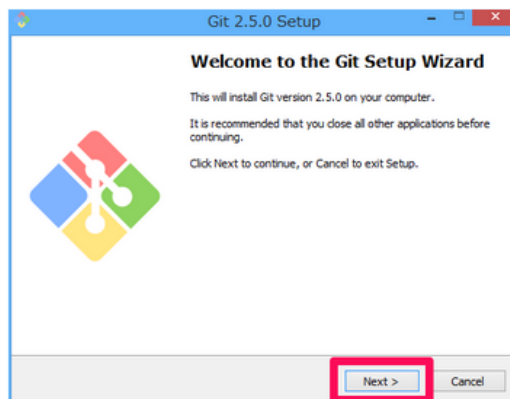 Git 2.5.0 Setup
Welcome to the Git Setup Wizard
This will install Git version 2.5.0 on your computer.
It is recommended that you close all other applications before
continuing.
Click Next to continue, or Cancel to exit Setup.
Next >
Cancel